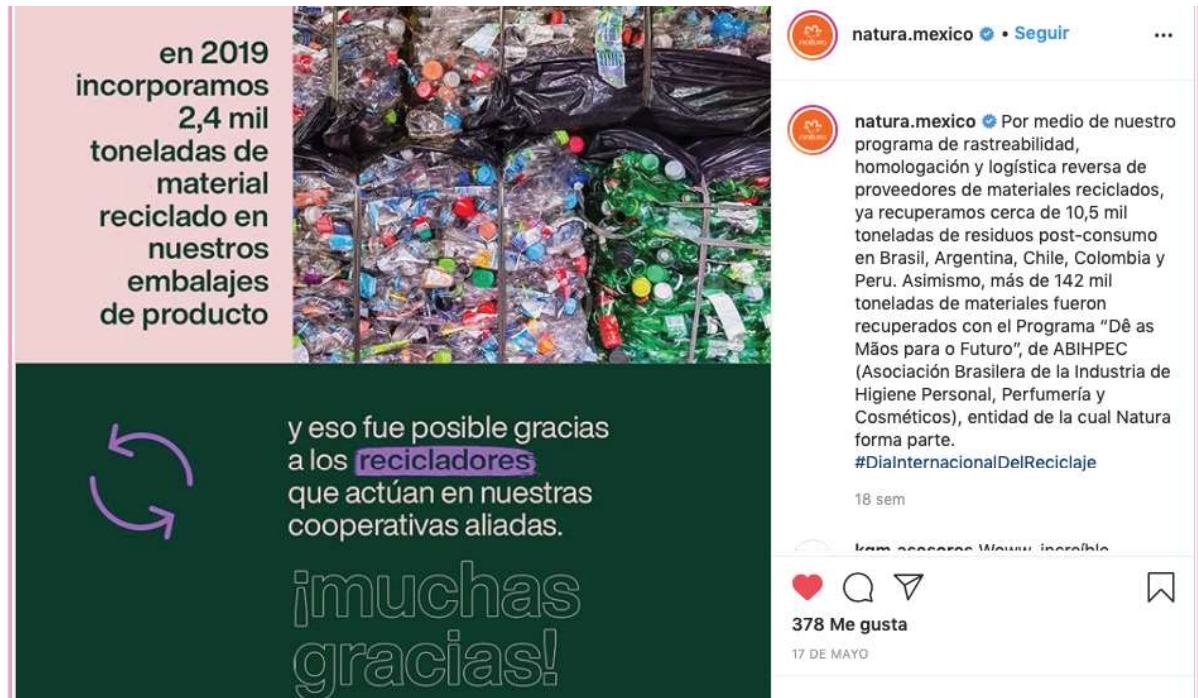 en 2019
incorporamos
2,4 mil
toneladas de
material
reciclado en
nuestros
embalajes
de producto
y eso fue posible gracias
a los recicladores
que actúan en nuestras
cooperativas aliadas.
¡muchas
gracias!
natura.mexico • Seguir
natura.mexico Por medio de nuestro
programa de rastreabilidad,
homologación y logística reversa de
proveedores de materiales reciclados,
ya recuperamos cerca de 10,5 mil
toneladas de residuos post-consumo
en Brasil, Argentina, Chile, Colombia y
Peru. Asimismo, más de 142 mil
toneladas de materiales fueron
recuperados con el Programa “Dê as
Mãos para o Futuro”, de ABIHPEC
(Asociación Brasilera de la Industria de
Higiene Personal, Perfumería y
Cosméticos), entidad de la cual Natura
forma parte.
#DiaInternacionalDelReciclaje
18 sem
378 Me gusta
17 DE MAYO